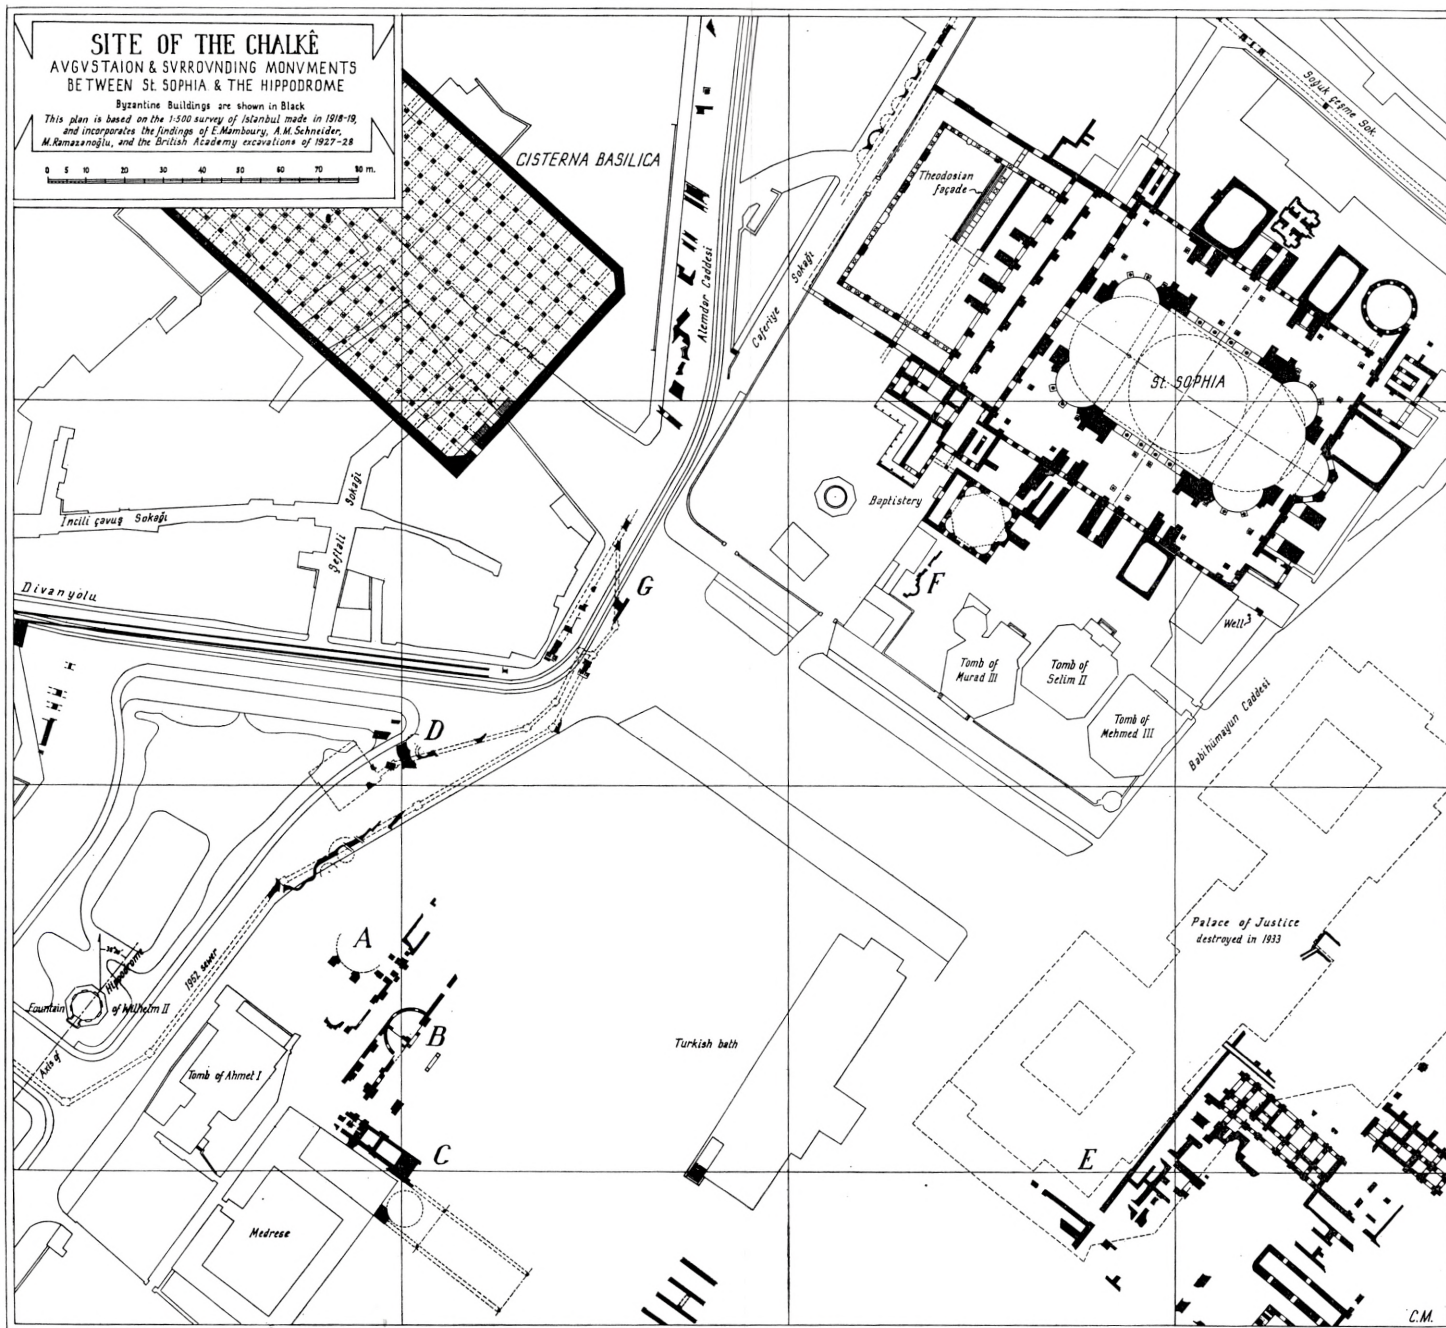 SITE OF THE CHALKÊ
AVGVSTAION & SVRROVNDING MONVMENTS
BETWEEN St. SOPHIA & THE HIPPODROME
Byzantine Buildings are shown in Black
This plan is based on the 1:500 survey of Istanbul made in 1918-19,
and incorporates the findings of E.Mamboury, A.M. Schneider,
M.Ramazanoğlu, and the British Academy excavations of 1927-28
0 5 10 20 30 40 50 60 70 80 m.
CISTERNA BASILICA
Soğuk çeşme Sok.
Theodosian
façade
Alemdar Caddesi
Caferiye Sokağı
St. SOPHIA
Baptistery
Incili çavuş Sokağı
Şeftali Sokağı
Divanyolu
G
F
Well
Tomb of
Murad III
Tomb of
Selim II
Tomb of
Mehmed III
Babıhümayun Caddesi
D
Palace of Justice
destroyed in 1933
A
1952 sewer
Axis of Hippodrome
Fountain of Wilhelm II
B
Turkish bath
Tomb of Ahmet I
C
E
Medrese
C.M.